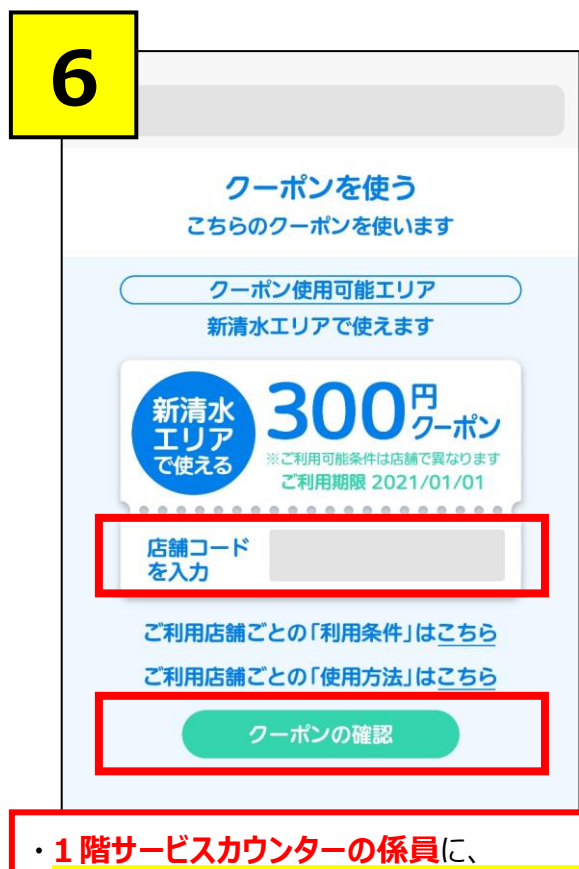 6
クーポンを使う
こちらのクーポンを使います
クーポン使用可能エリア
新清水エリアで使えます
新清水
エリア
で使える
300円
クーポン
※ご利用可能条件は店舗で異なります
ご利用期限 2021/01/01
店舗コード
を入力
ご利用店舗ごとの「利用条件」はこちら
ご利用店舗ごとの「使用方法」はこちら
クーポンの確認
・１階サービスカウンターの係員に、